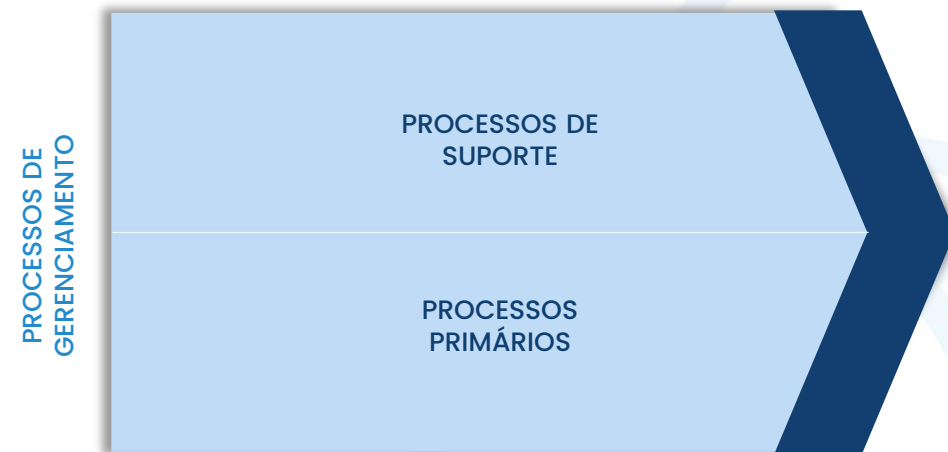 PROCESSOS DE
GERENCIAMENTO
PROCESSOS DE
SUPORTE
PROCESSOS
PRIMÁRIOS